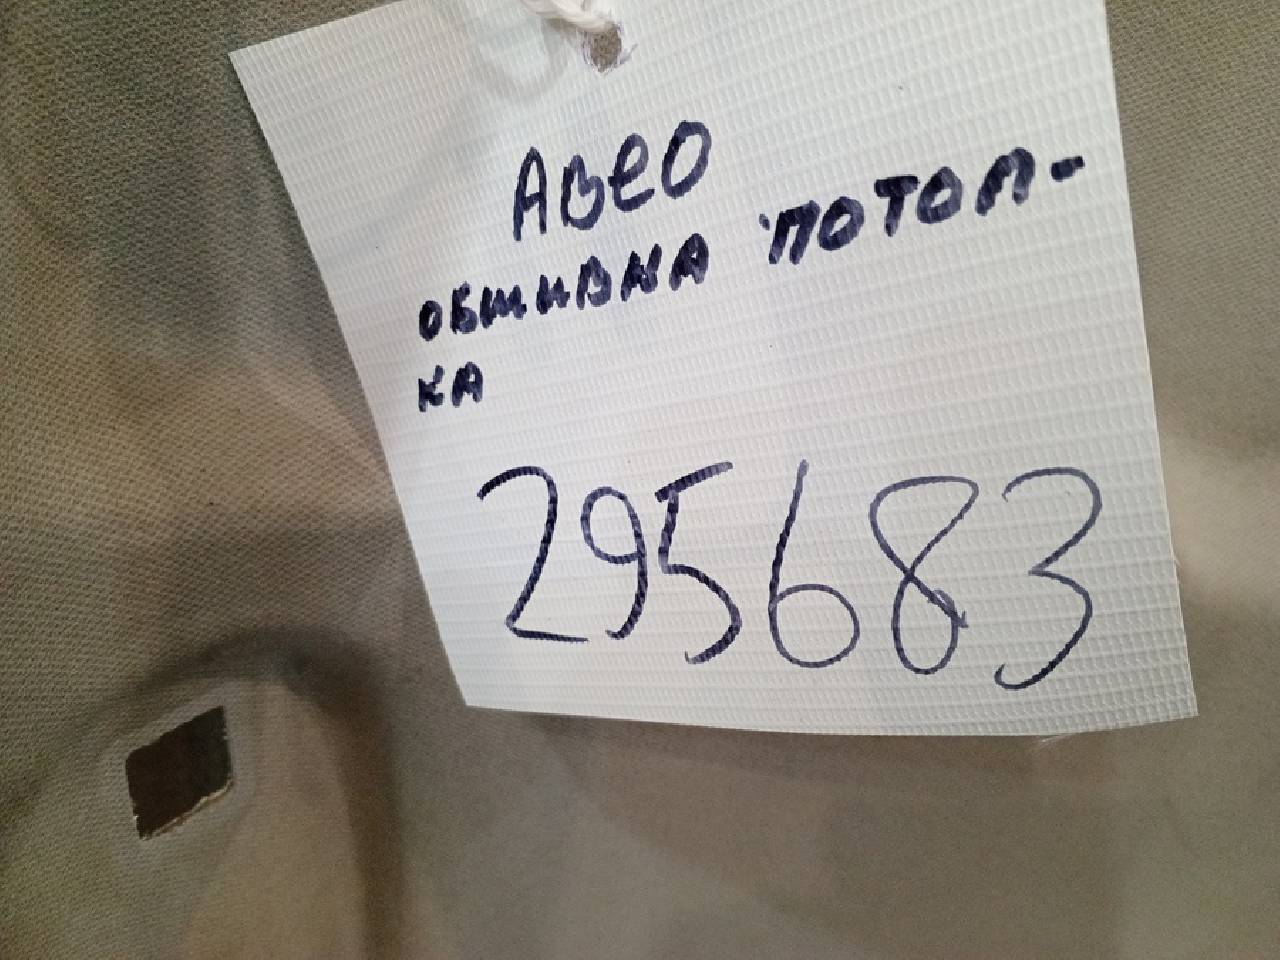 Авео
обшивка потол-
ка
295683